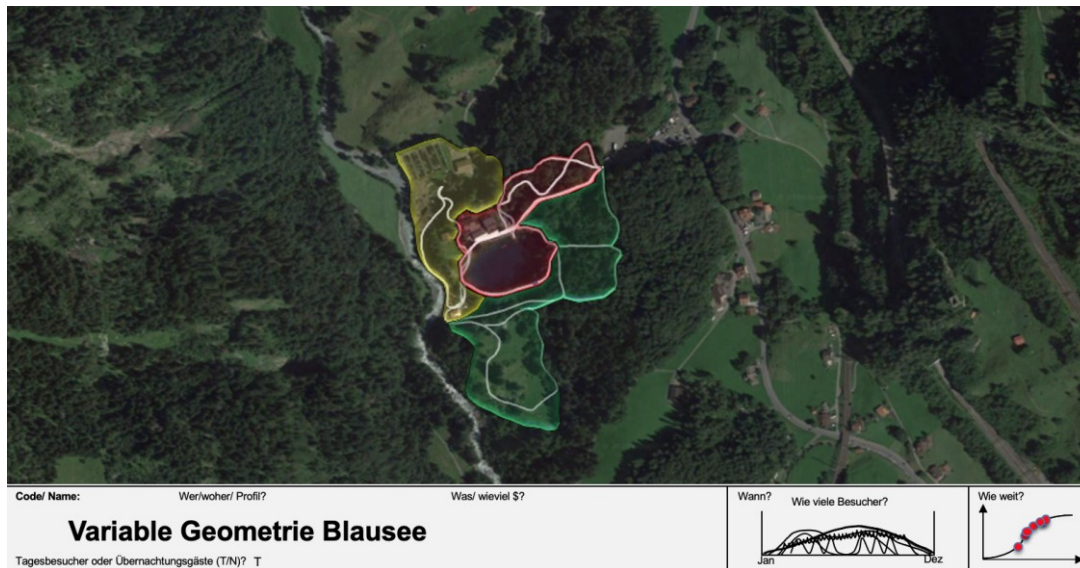 Code/ Name: Wer/woher/ Profil? Was/ wieviel $? Wann? Wie viele Besucher? Wie weit?
Variable Geometrie Blausee
Jan Dez
Tagesbesucher oder Übernachtungsgäste (T/N)? T